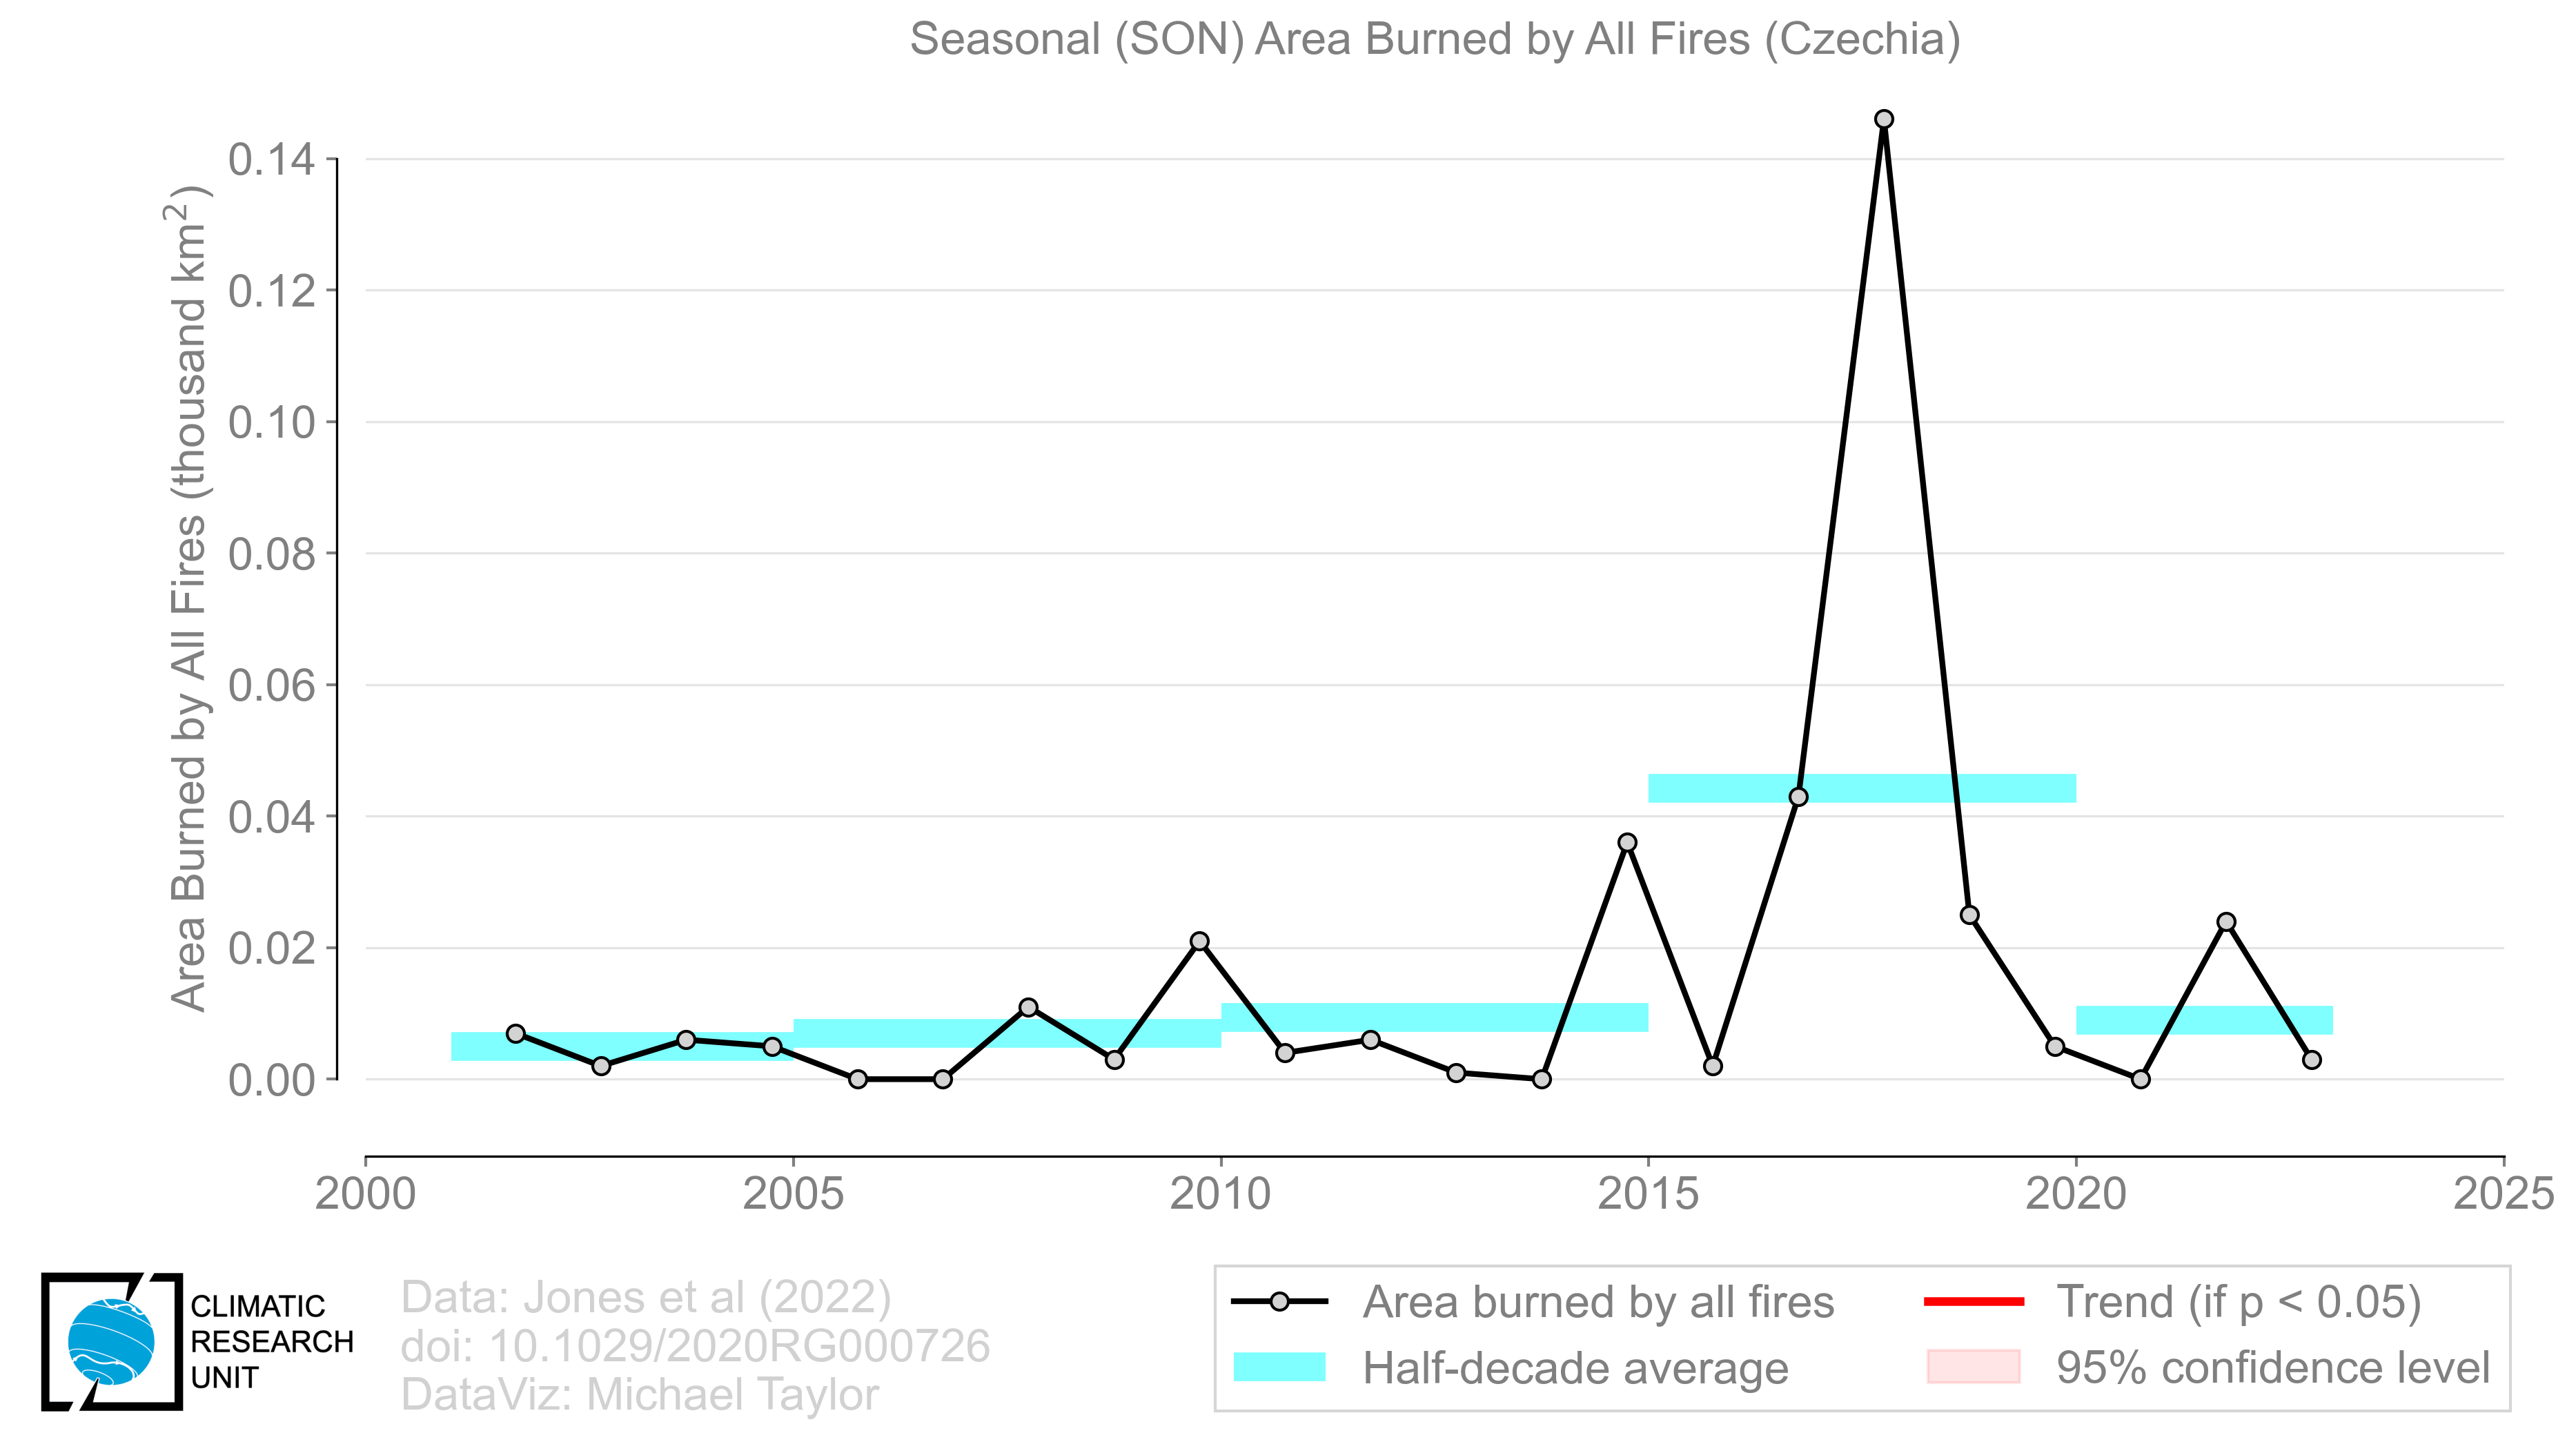 Seasonal (SON) Area Burned by All Fires (Czechia)
Area Burned by All Fires (thousand km²)
0.14
0.12
0.10
0.08
0.06
0.04
0.02
0.00
2000 2005 2010 2015 2020 2025
CLIMATIC
RESEARCH
UNIT
Data: Jones et al (2022)
doi: 10.1029/2020RG000726
DataViz: Michael Taylor
Area burned by all fires
Half-decade average
Trend (if p < 0.05)
95% confidence level